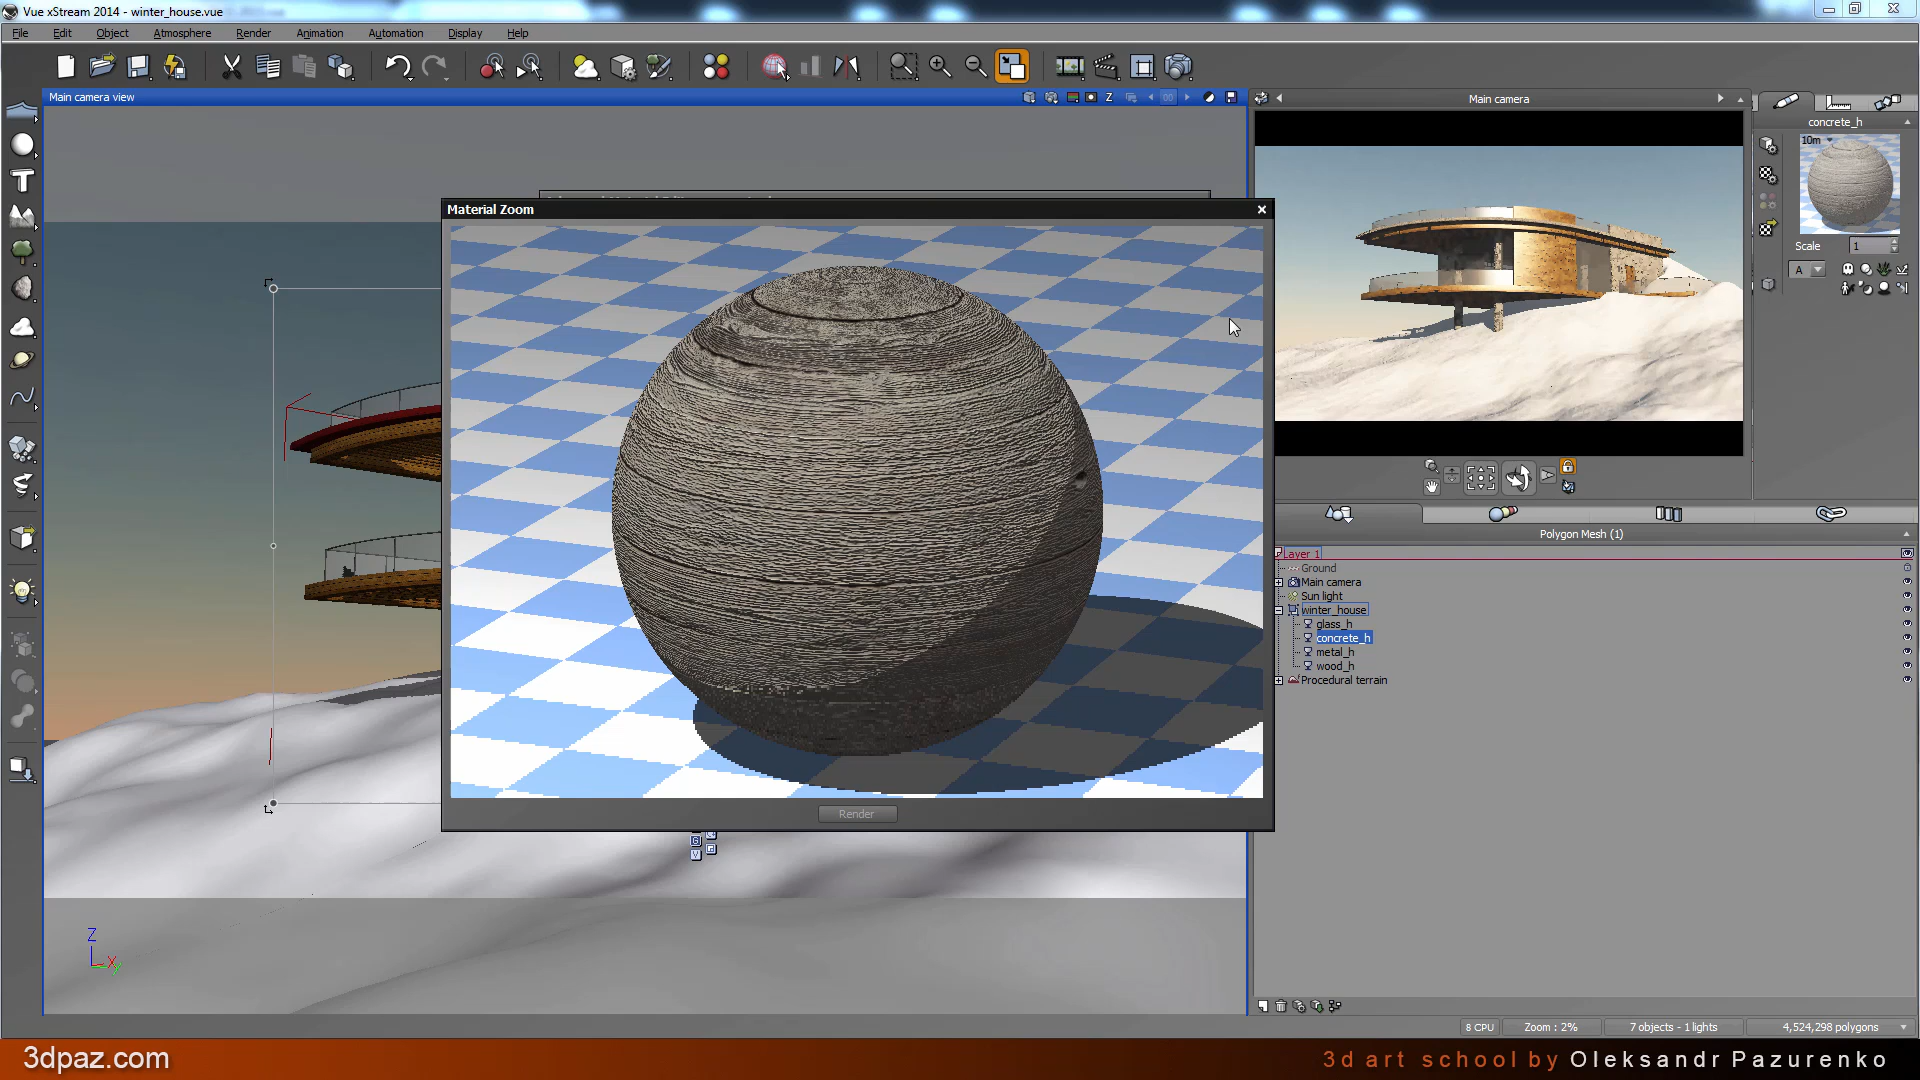 Vue xStream 2014 - winter_house.vue
File Edit Object Atmosphere Render Animation Automation Display Help
Main camera view
Z
Main camera
concrete_h
10m
Material Zoom
Scale 1
A
Polygon Mesh (1)
Layer 1
Ground
Main camera
Sun light
winter_house
glass_h
concrete_h
metal_h
wood_h
Procedural terrain
Render
Z
X
y
8 CPU Zoom : 2% 7 objects - 1 lights 4,524,298 polygons
3dpaz.com
3d art school by Oleksandr Pazurenko